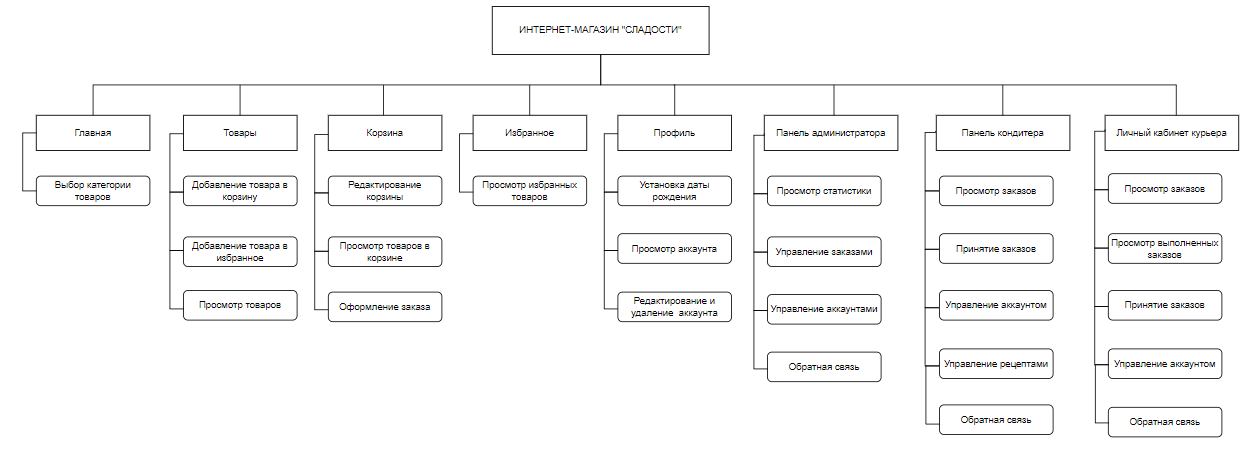 ИНТЕРНЕТ-МАГАЗИН "СЛАДОСТИ"
Главная
Выбор категории
товаров
Товары
Добавление товара в
корзину
Добавление товара в
избранное
Просмотр товаров
Корзина
Редактирование
корзины
Просмотр товаров в
корзине
Оформление заказа
Избранное
Просмотр избранных
товаров
Профиль
Установка даты
рождения
Просмотр аккаунта
Редактирование и
удаление аккаунта
Панель администратора
Просмотр статистики
Управление заказами
Управление аккаунтами
Обратная связь
Панель кондитера
Просмотр заказов
Принятие заказов
Управление аккаунтом
Управление рецептами
Обратная связь
Личный кабинет курьера
Просмотр заказов
Просмотр выполненных
заказов
Принятие заказов
Управление аккаунтом
Обратная связь